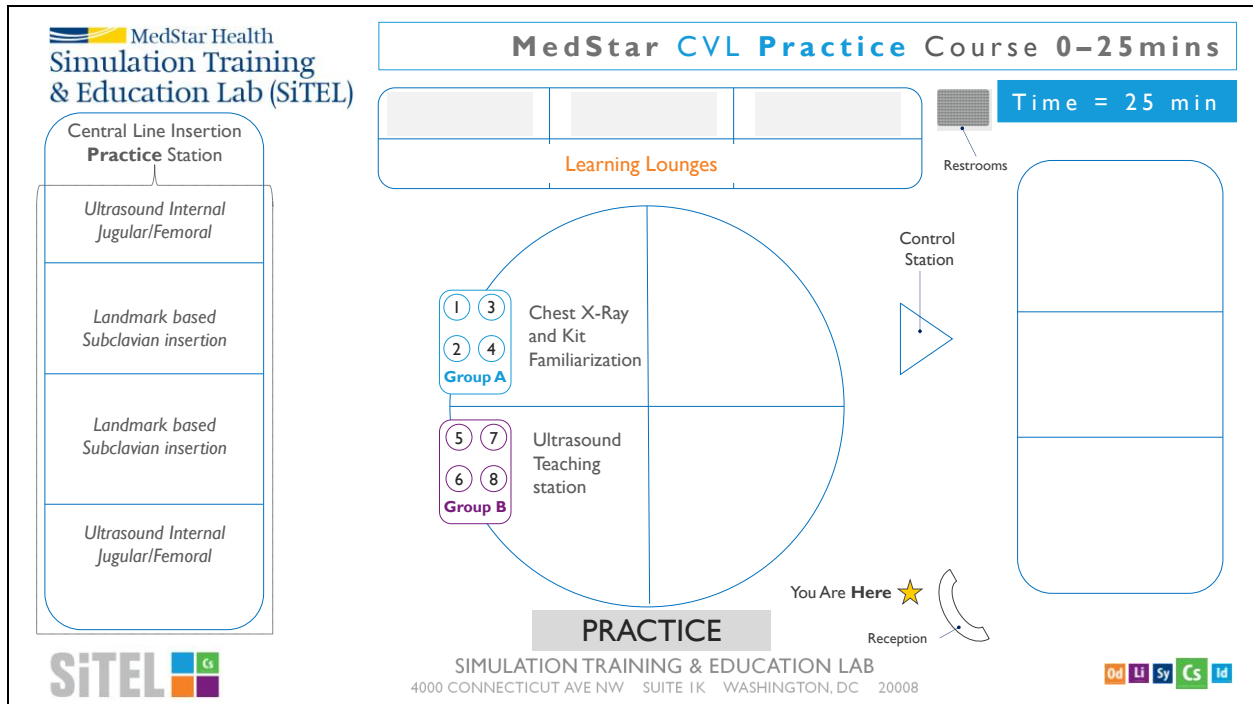 MedStar Health
Simulation Training
& Education Lab (SiTEL)
MedStar CVL Practice Course 0–25mins
Time = 25 min
Central Line Insertion
Practice Station
Ultrasound Internal
Jugular/Femoral
Landmark based
Subclavian insertion
Landmark based
Subclavian insertion
Ultrasound Internal
Jugular/Femoral
Learning Lounges
Restrooms
Control
Station
1 3
2 4
Group A
Chest X-Ray
and Kit
Familiarization
5 7
6 8
Group B
Ultrasound
Teaching
station
You Are Here
Reception
PRACTICE
SiTEL Cs
SIMULATION TRAINING & EDUCATION LAB
4000 CONNECTICUT AVE NW SUITE 1K WASHINGTON, DC 20008
Od Li Sy Cs Id